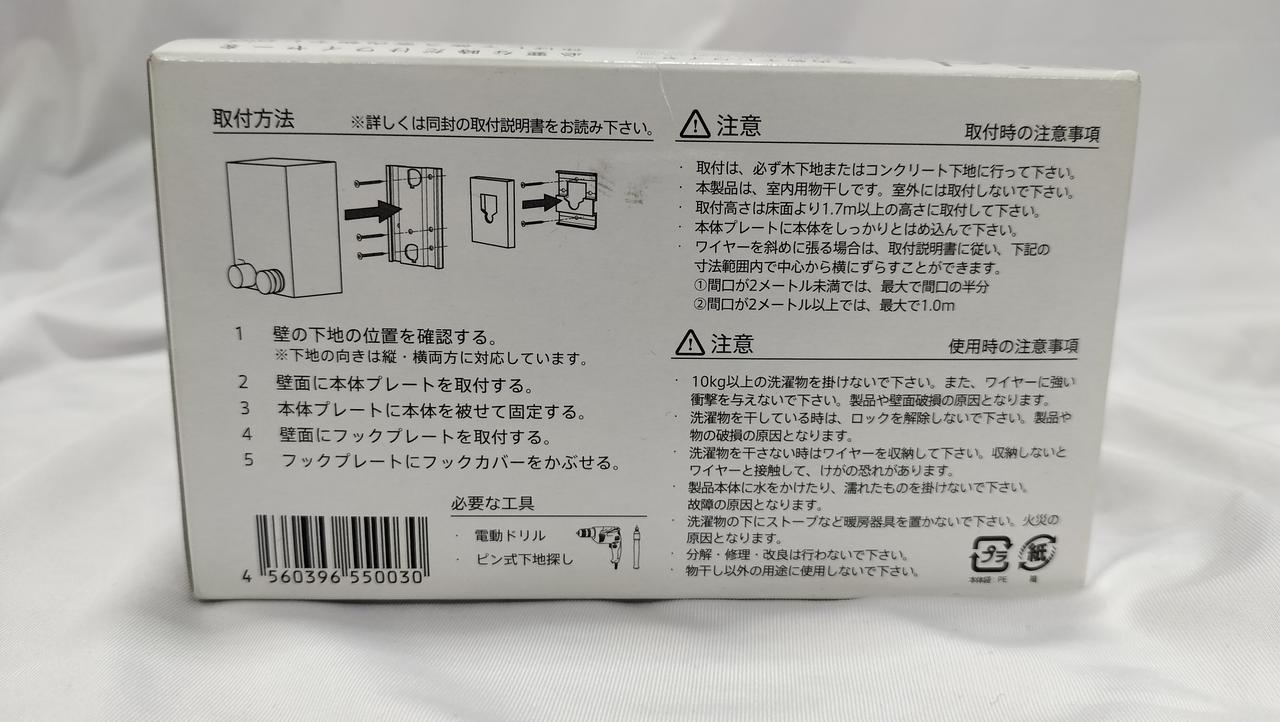 取付方法
※詳しくは同封の取付説明書をお読み下さい。
1 壁の下地の位置を確認する。
※下地の向きは縦・横両方に対応しています。
2 壁面に本体プレートを取付する。
3 本体プレートに本体を被せて固定する。
4 壁面にフックプレートを取付する。
5 フックプレートにフックカバーをかぶせる。
必要な工具
・ 電動ドリル
・ ピン式下地探し
4 560396 550030
注意
取付時の注意事項
・ 取付は、必ず木下地またはコンクリート下地に行って下さい。
・ 本製品は、室内用物干しです。室外には取付しないで下さい。
・ 取付高さは床面より1.7m以上の高さに取付して下さい。
・ 本体プレートに本体をしっかりとはめ込んで下さい。
・ ワイヤーを斜めに張る場合は、取付説明書に従い、下記の
寸法範囲内で中心から横にずらすことができます。
①間口が2メートル未満では、最大で間口の半分
②間口が2メートル以上では、最大で1.0m
注意
使用時の注意事項
・ 10kg以上の洗濯物を掛けないで下さい。また、ワイヤーに強い
衝撃を与えないで下さい。製品や壁面破損の原因となります。
・ 洗濯物を干している時は、ロックを解除しないで下さい。製品や
物の破損の原因となります。
・ 洗濯物を干さない時はワイヤーを収納して下さい。収納しないと
ワイヤーと接触して、けがの恐れがあります。
・ 製品本体に水をかけたり、濡れたものを掛けないで下さい。
故障の原因となります。
・ 洗濯物の下にストーブなど暖房器具を置かないで下さい。火災の
原因となります。
・ 分解・修理・改良は行わないで下さい。
・ 物干し以外の用途に使用しないで下さい。
プラ
紙
本体袋：PE
箱